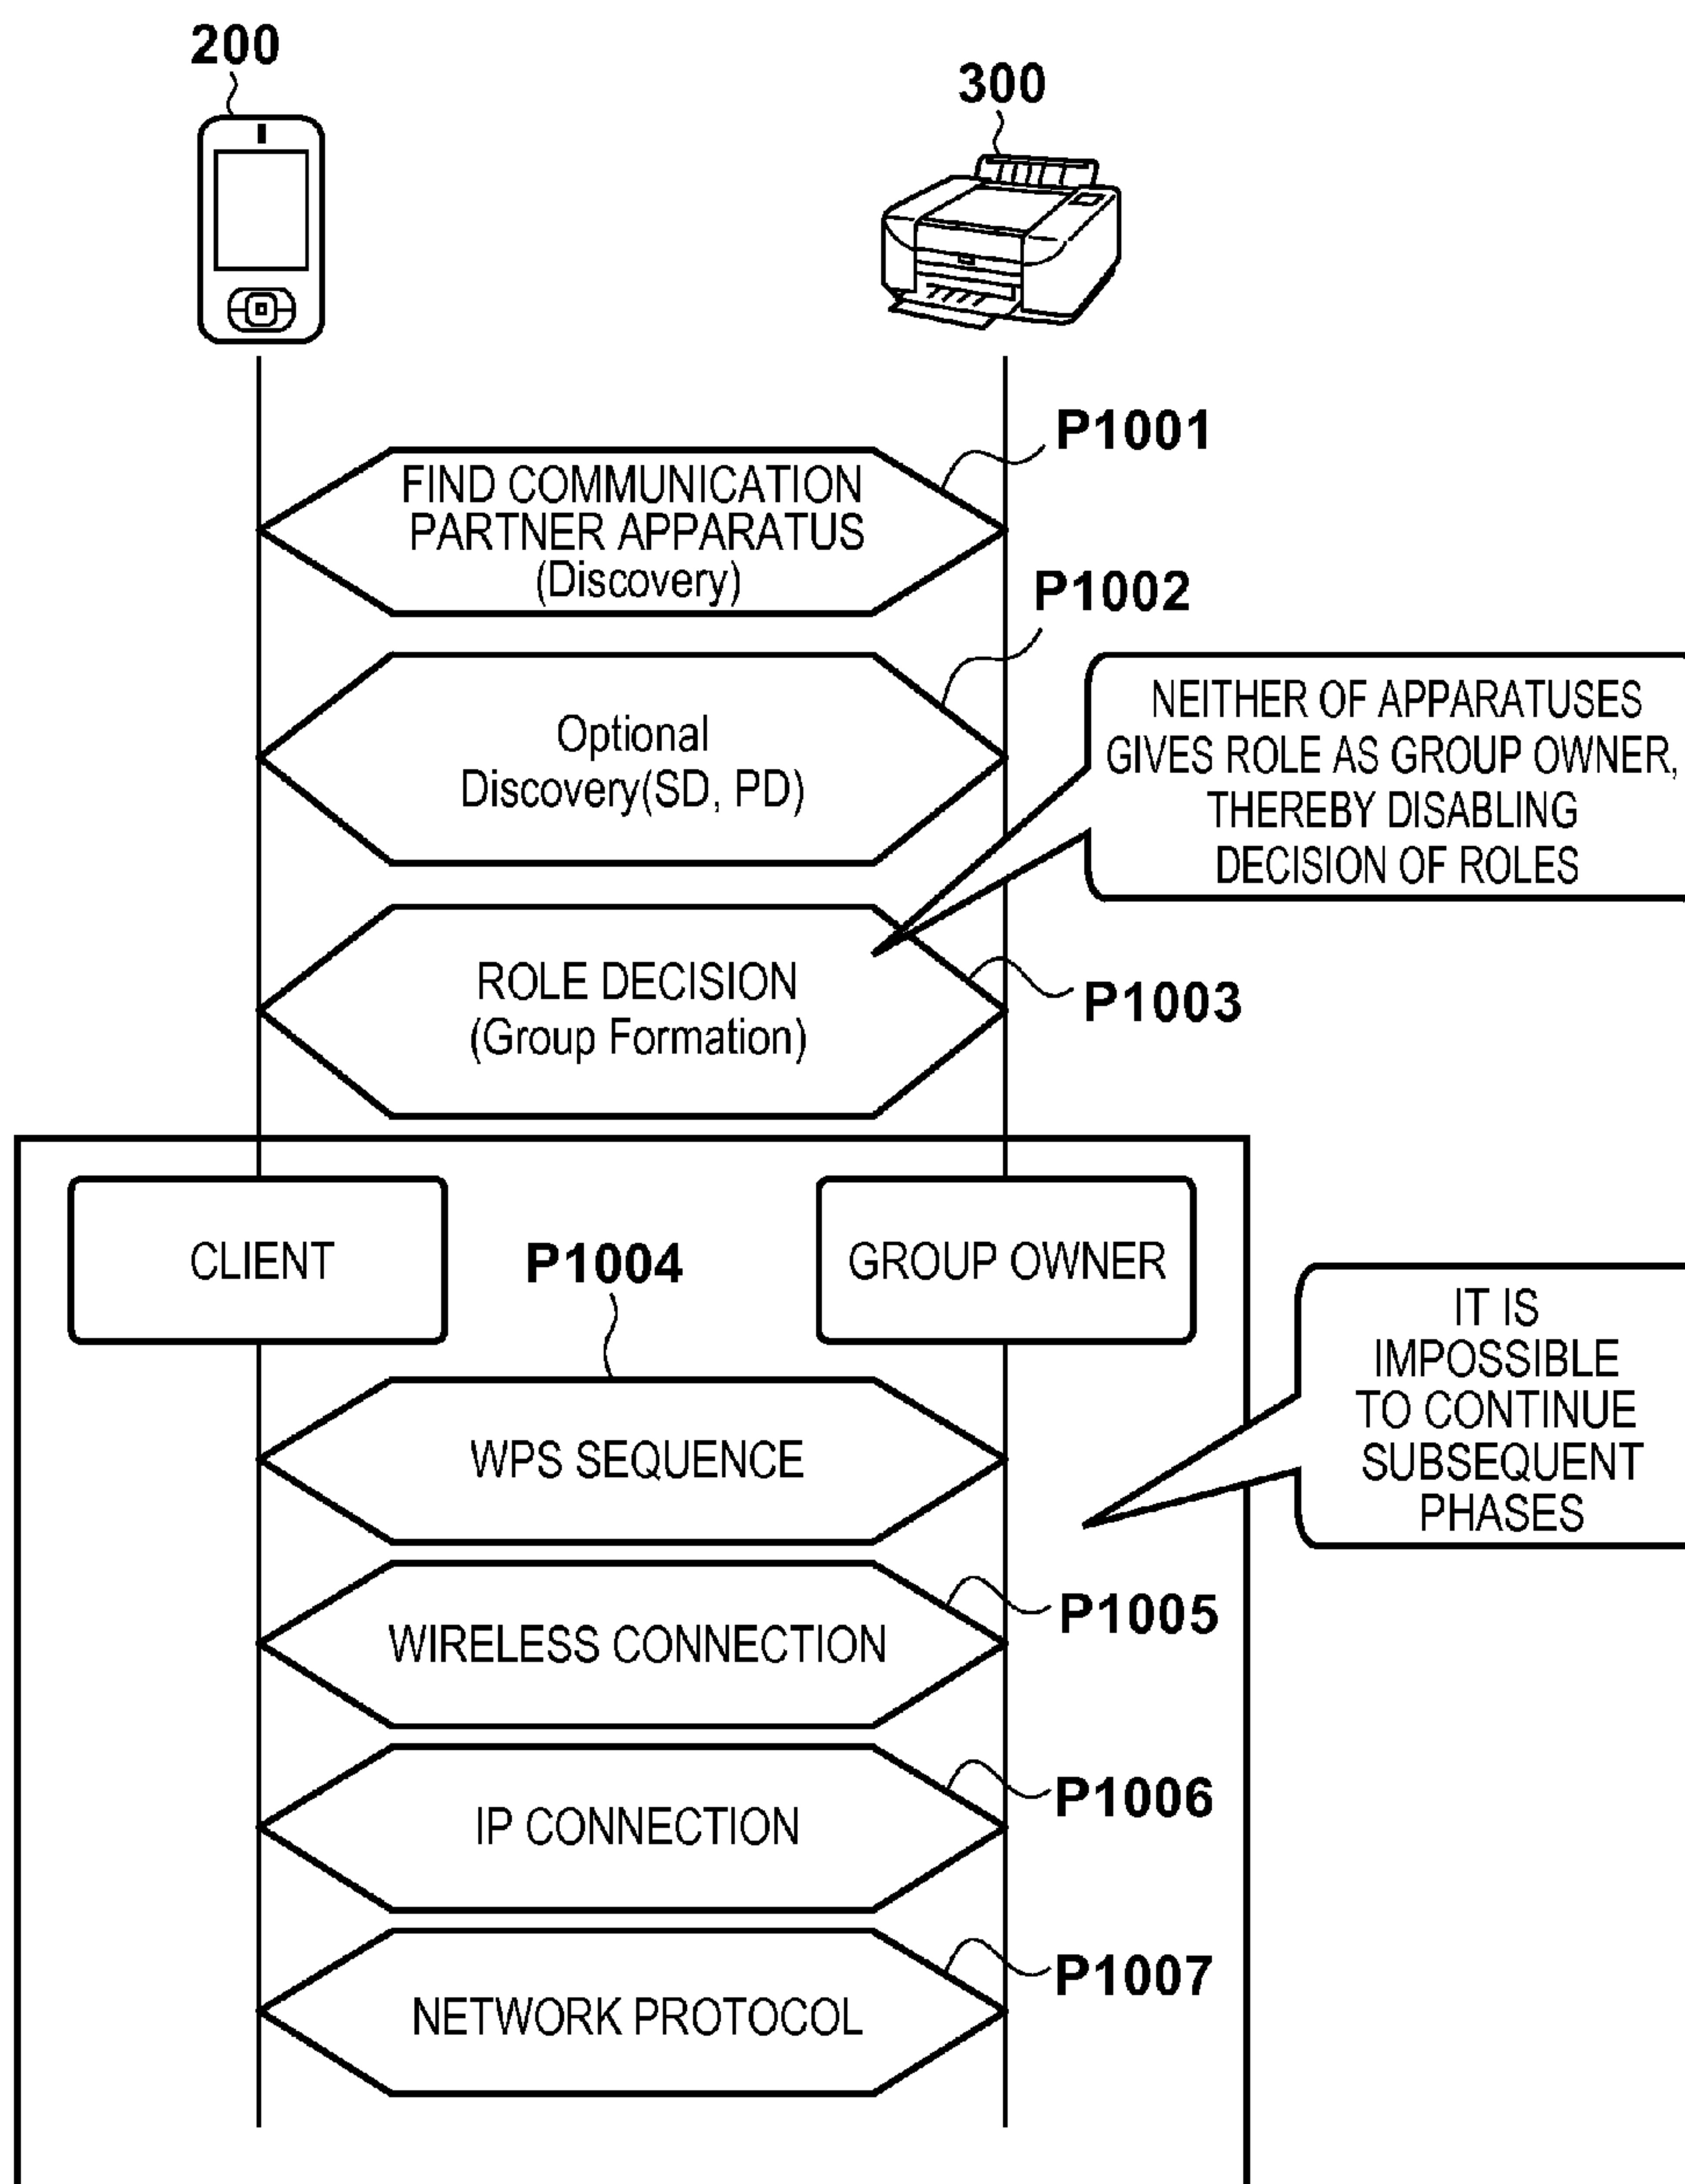 200
300
P1001
FIND COMMUNICATION
PARTNER APPARATUS
(Discovery)
P1002
Optional
Discovery(SD, PD)
NEITHER OF APPARATUSES
GIVES ROLE AS GROUP OWNER,
THEREBY DISABLING
DECISION OF ROLES
ROLE DECISION
(Group Formation)
P1003
CLIENT
P1004
GROUP OWNER
IT IS
IMPOSSIBLE
TO CONTINUE
SUBSEQUENT
PHASES
WPS SEQUENCE
WIRELESS CONNECTION
P1005
IP CONNECTION
P1006
NETWORK PROTOCOL
P1007